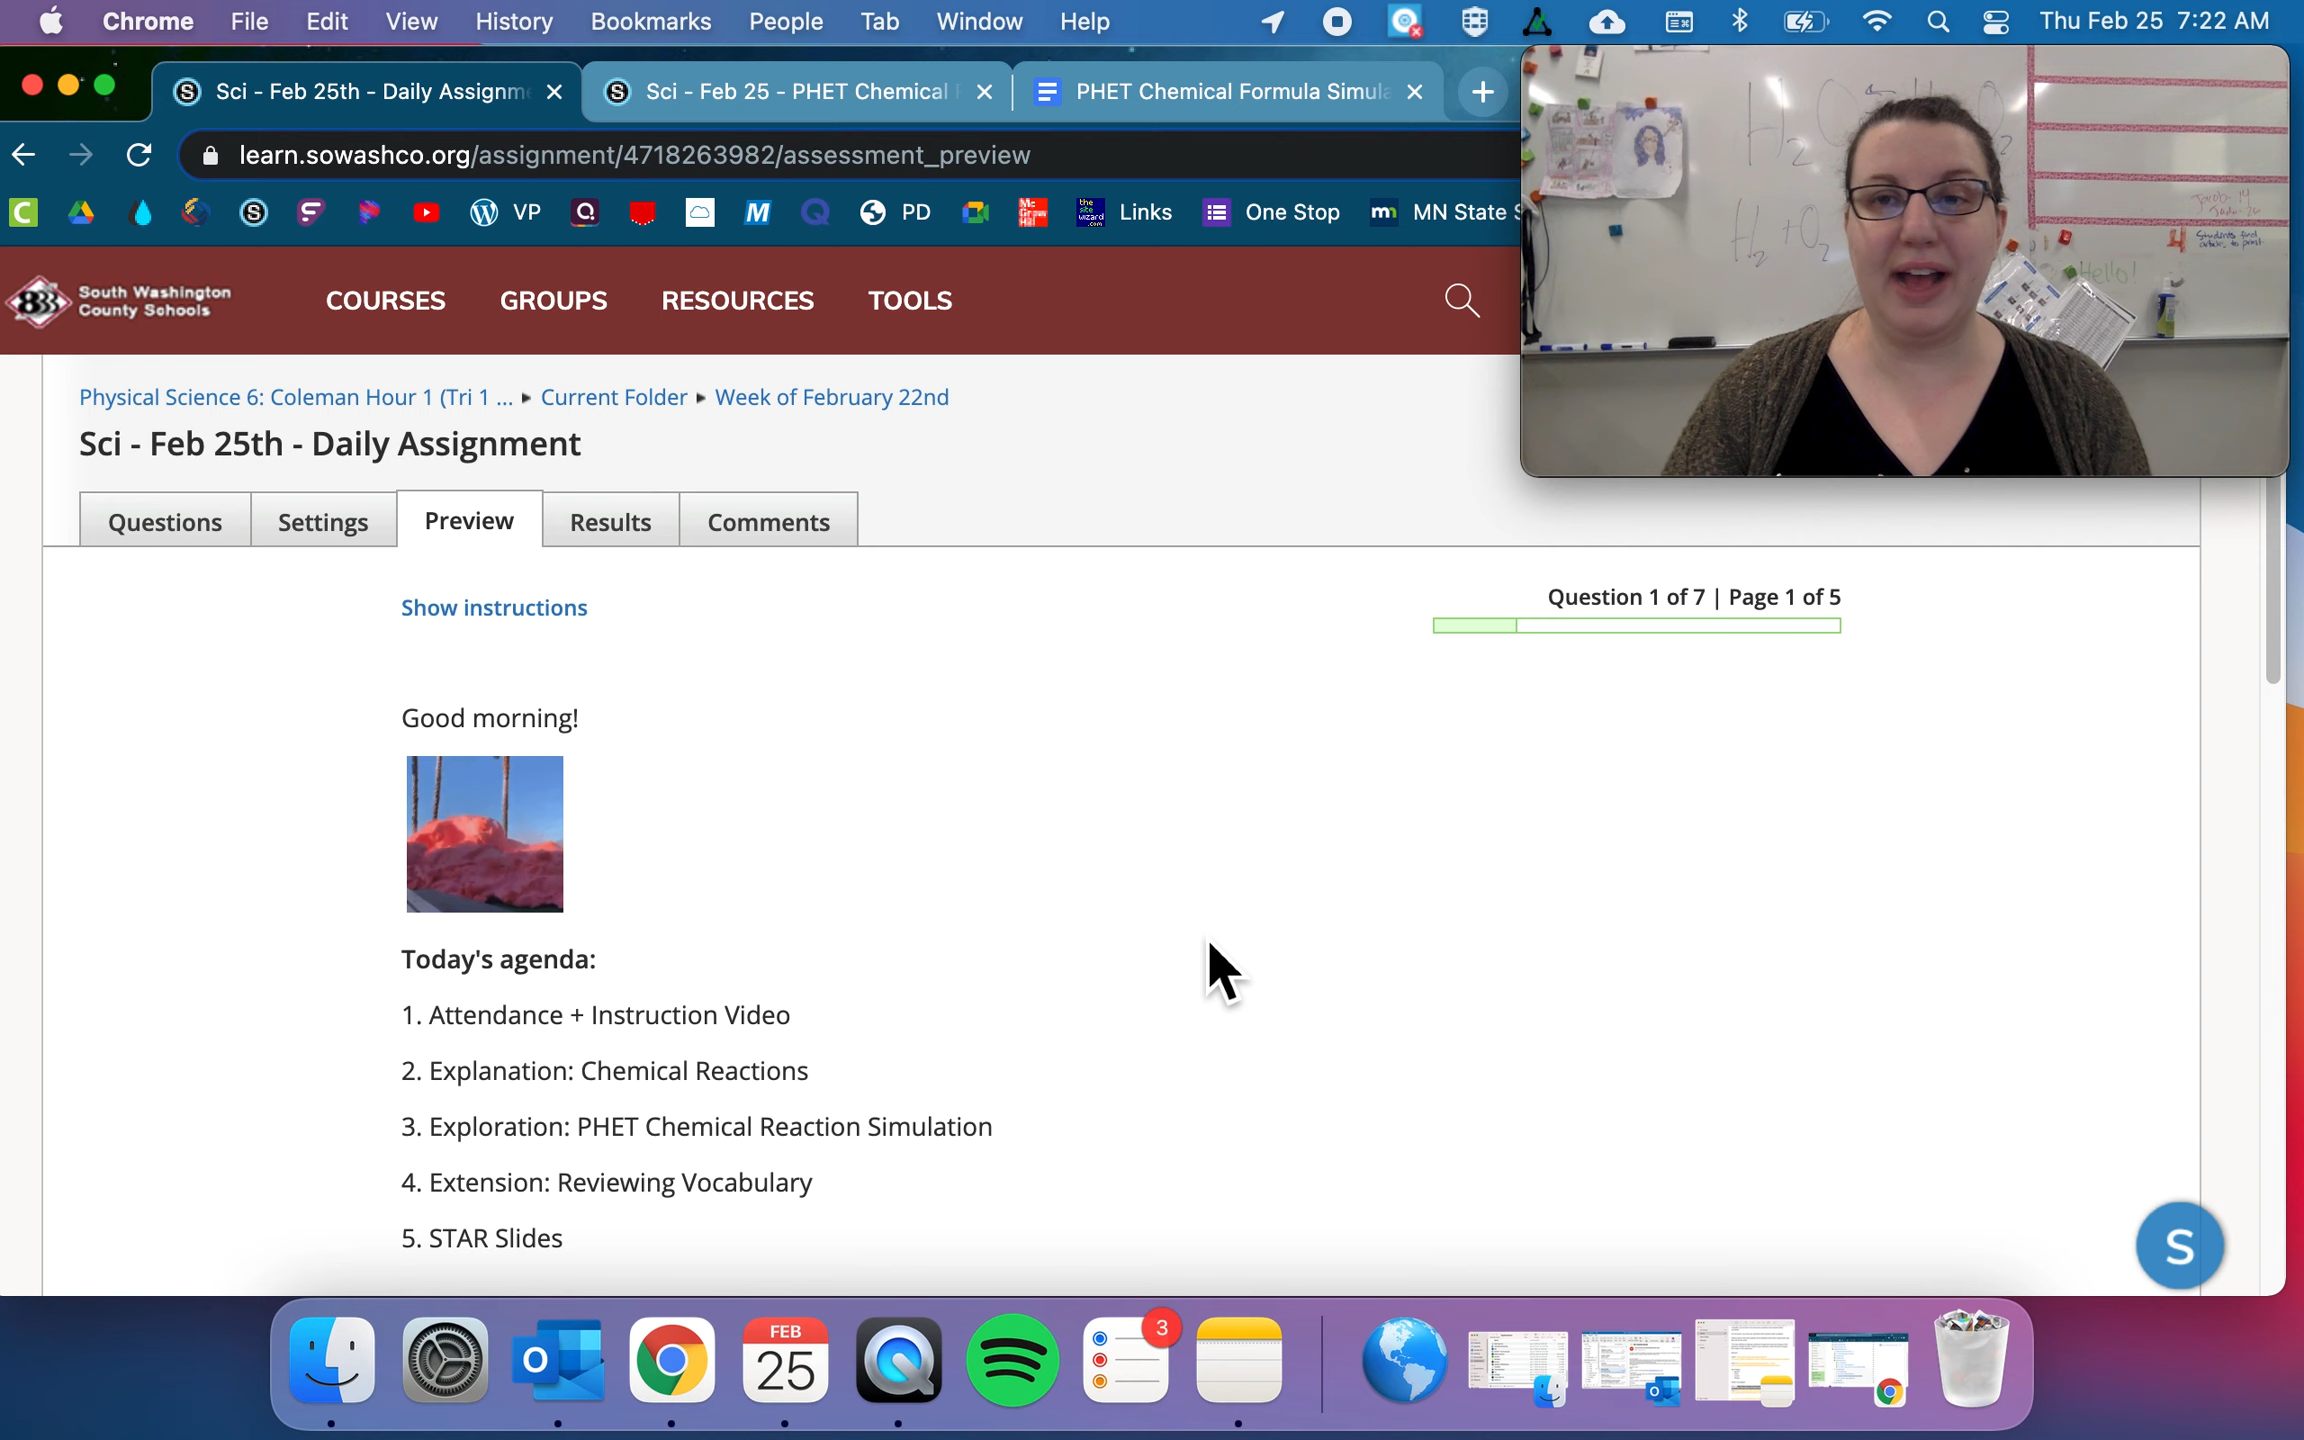 Chrome File Edit View History Bookmarks People Tab Window Help Thu Feb 25 7:22 AM
Sci - Feb 25th - Daily Assignm Sci - Feb 25 - PHET Chemical PHET Chemical Formula Simula
learn.sowashco.org/assignment/4718263982/assessment_preview
VP PD Links One Stop MN State S
833 South Washington
County Schools
COURSES GROUPS RESOURCES TOOLS
Physical Science 6: Coleman Hour 1 (Tri 1 ... Current Folder Week of February 22nd
Sci - Feb 25th - Daily Assignment
Questions Settings Preview Results Comments
Show instructions
Question 1 of 7 | Page 1 of 5
Good morning!
Today's agenda:
1. Attendance + Instruction Video
2. Explanation: Chemical Reactions
3. Exploration: PHET Chemical Reaction Simulation
4. Extension: Reviewing Vocabulary
5. STAR Slides
S
H₂
H₂ + O₂
Hello!
FEB
25
3